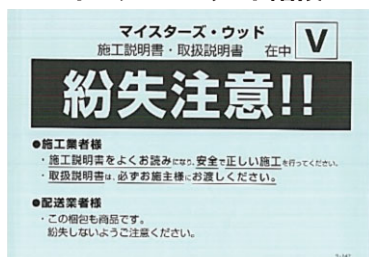 マイスターズ・ウッド
施工説明書・取扱説明書 在中 V
紛失注意!!
●施工業者様
・施工説明書をよくお読みになり、安全で正しい施工を行ってください。
・取扱説明書は、必ずお施主様にお渡しください。
●配送業者様
・この梱包も商品です。
紛失しないようご注意ください。